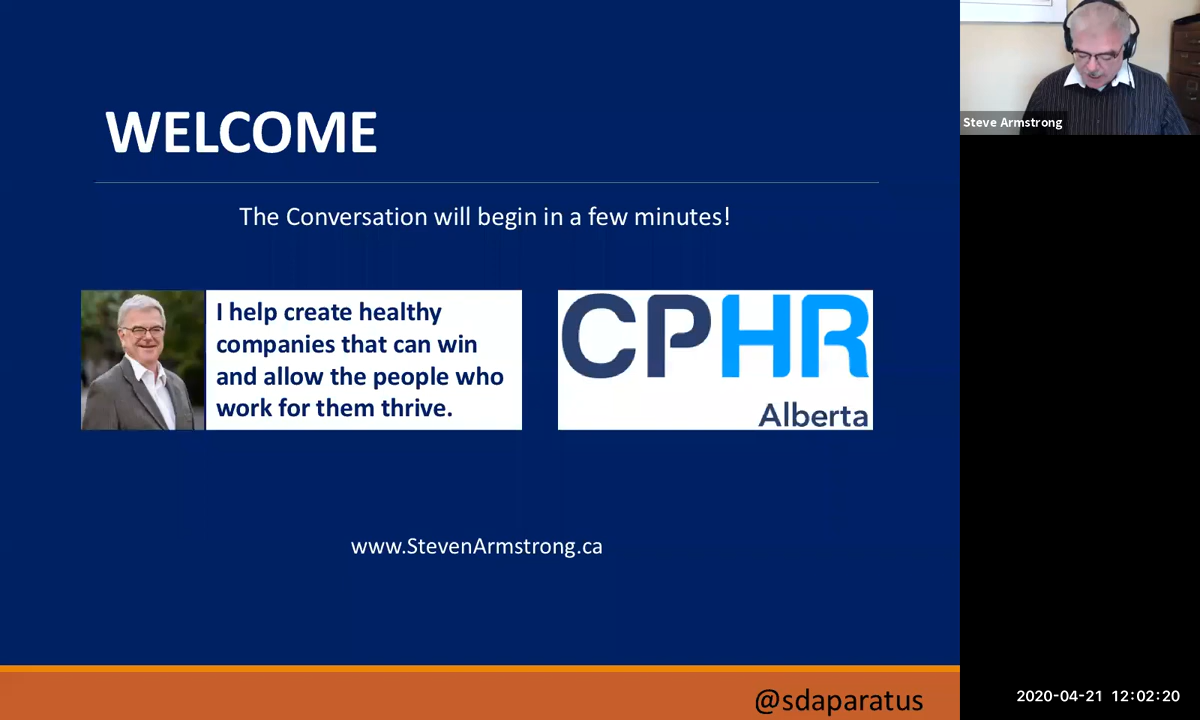 WELCOME
The Conversation will begin in a few minutes!
I help create healthy
companies that can win
and allow the people who
work for them thrive.
CPHR
Alberta
www.StevenArmstrong.ca
@sdaparatus
Steve Armstrong
2020-04-21 12:02:20